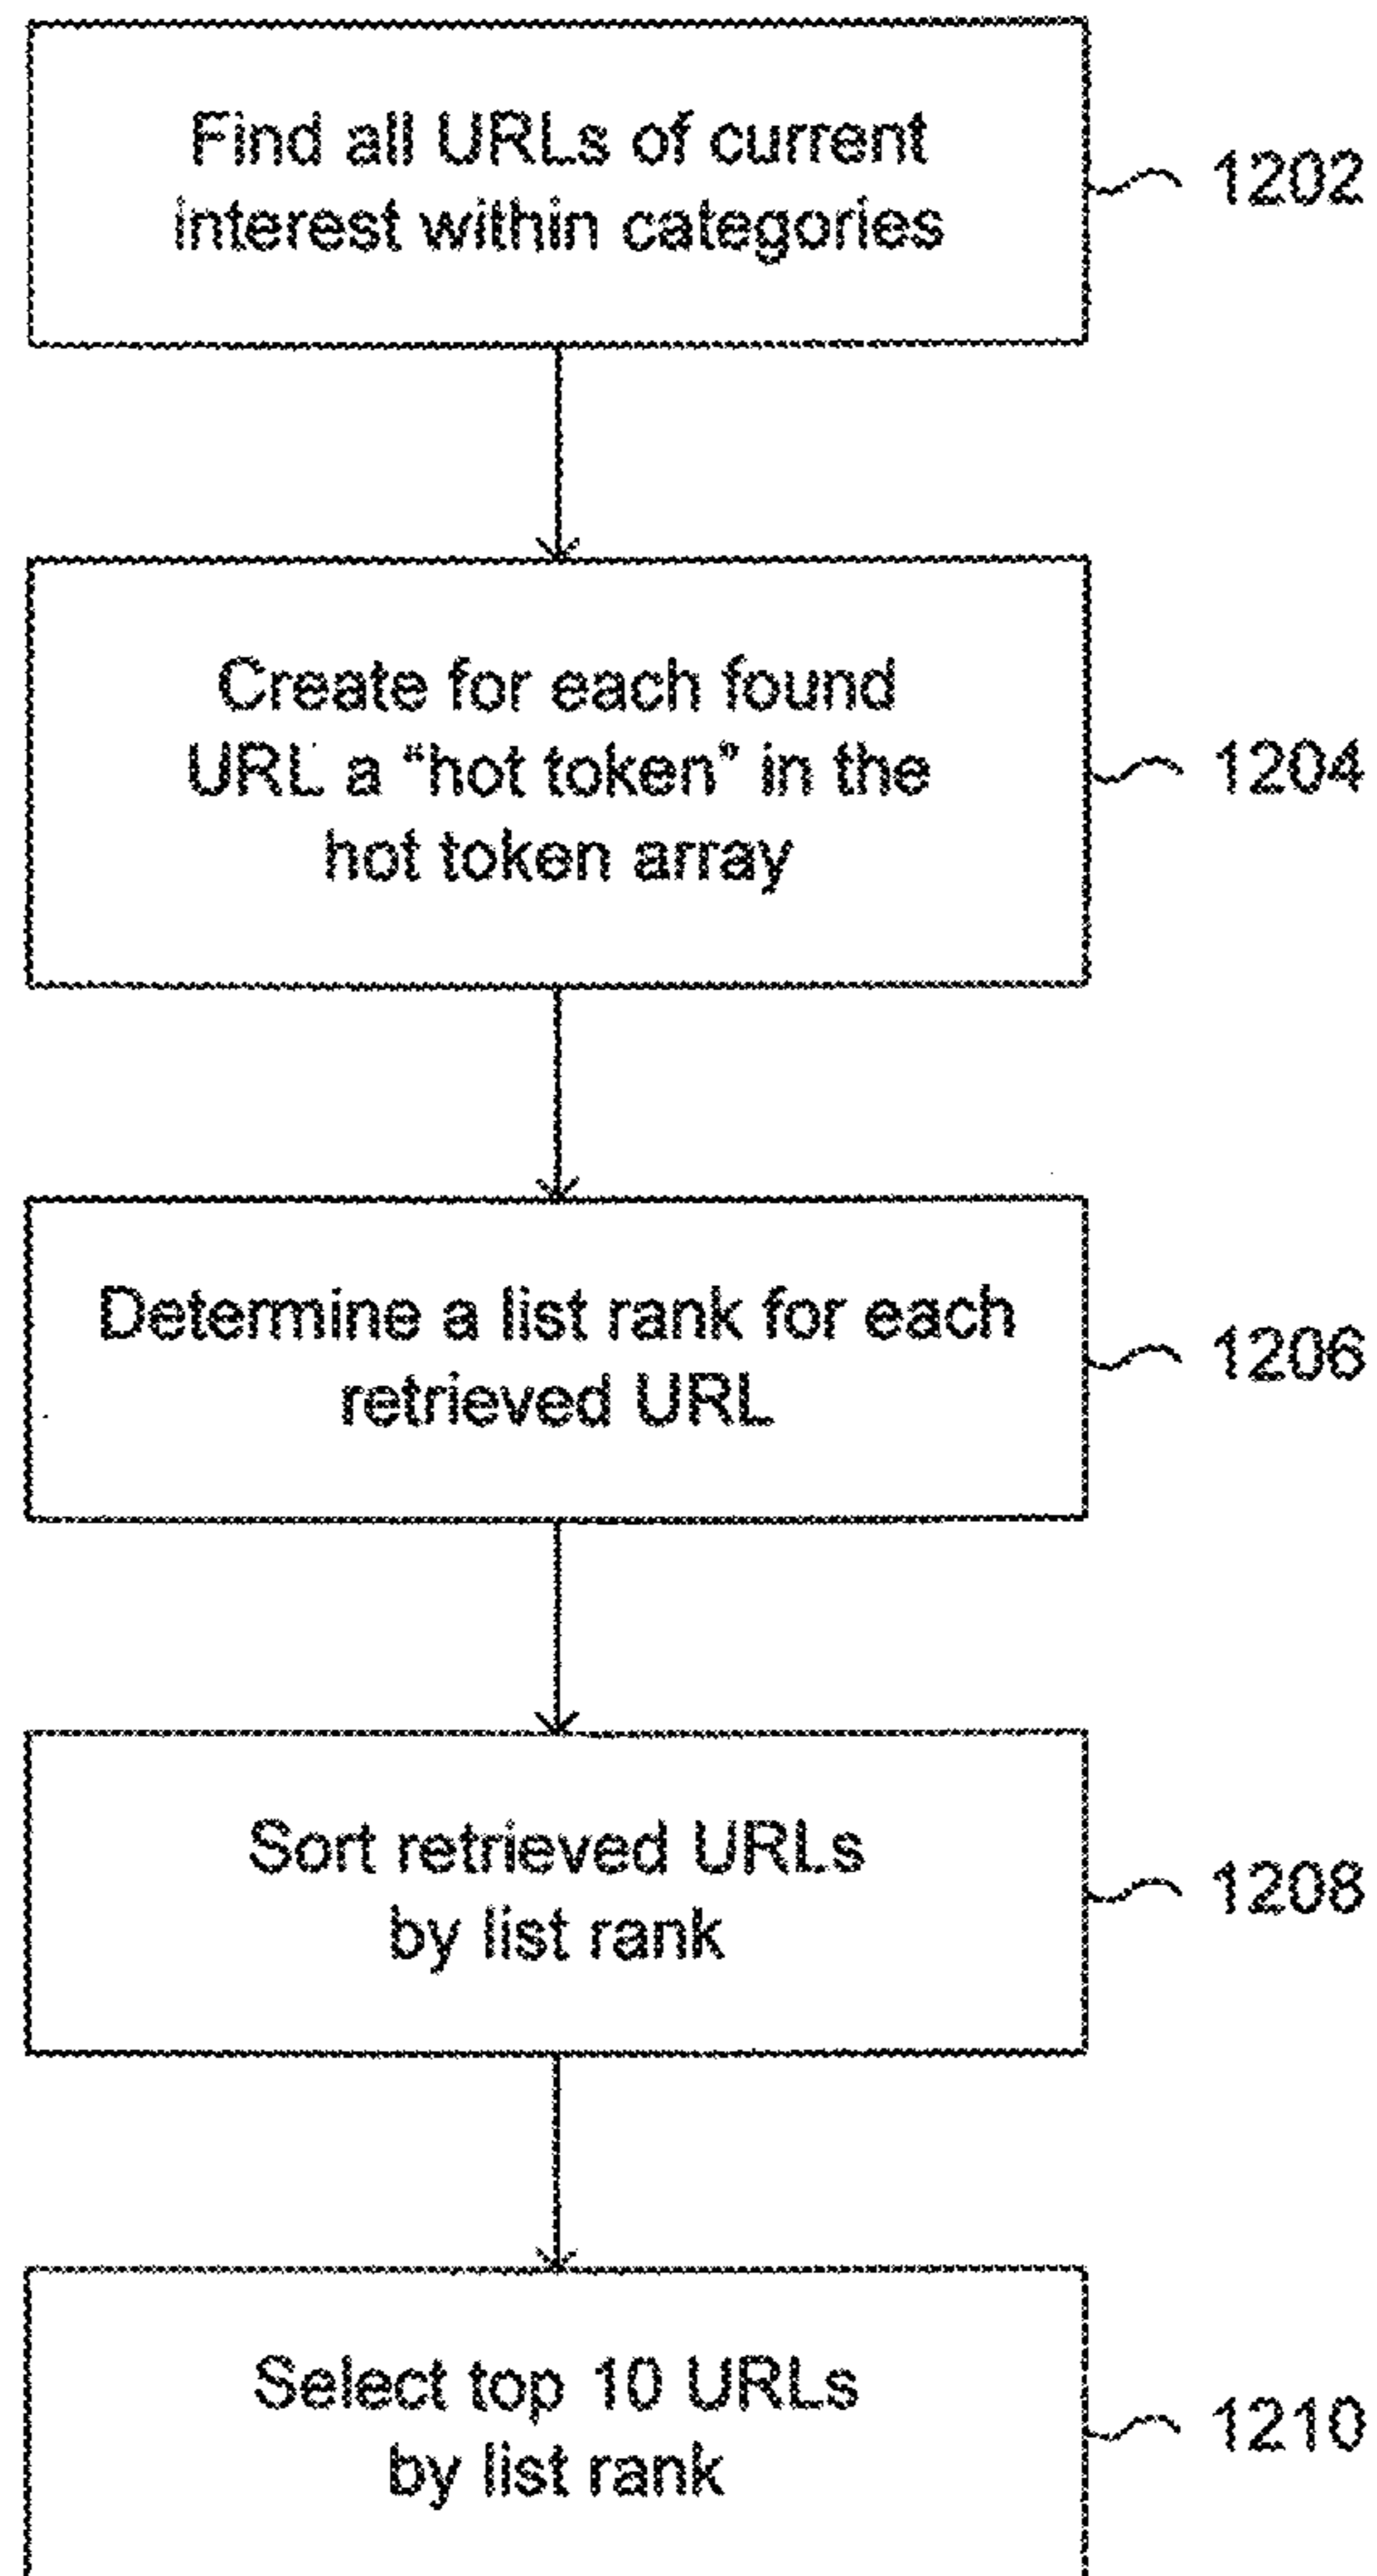 Find all URLs of current
interest within categories
1202
Create for each found
URL a “hot token” in the
hot token array
1204
Determine a list rank for each
retrieved URL
1206
Sort retrieved URLs
by list rank
1208
Select top 10 URLs
by list rank
1210